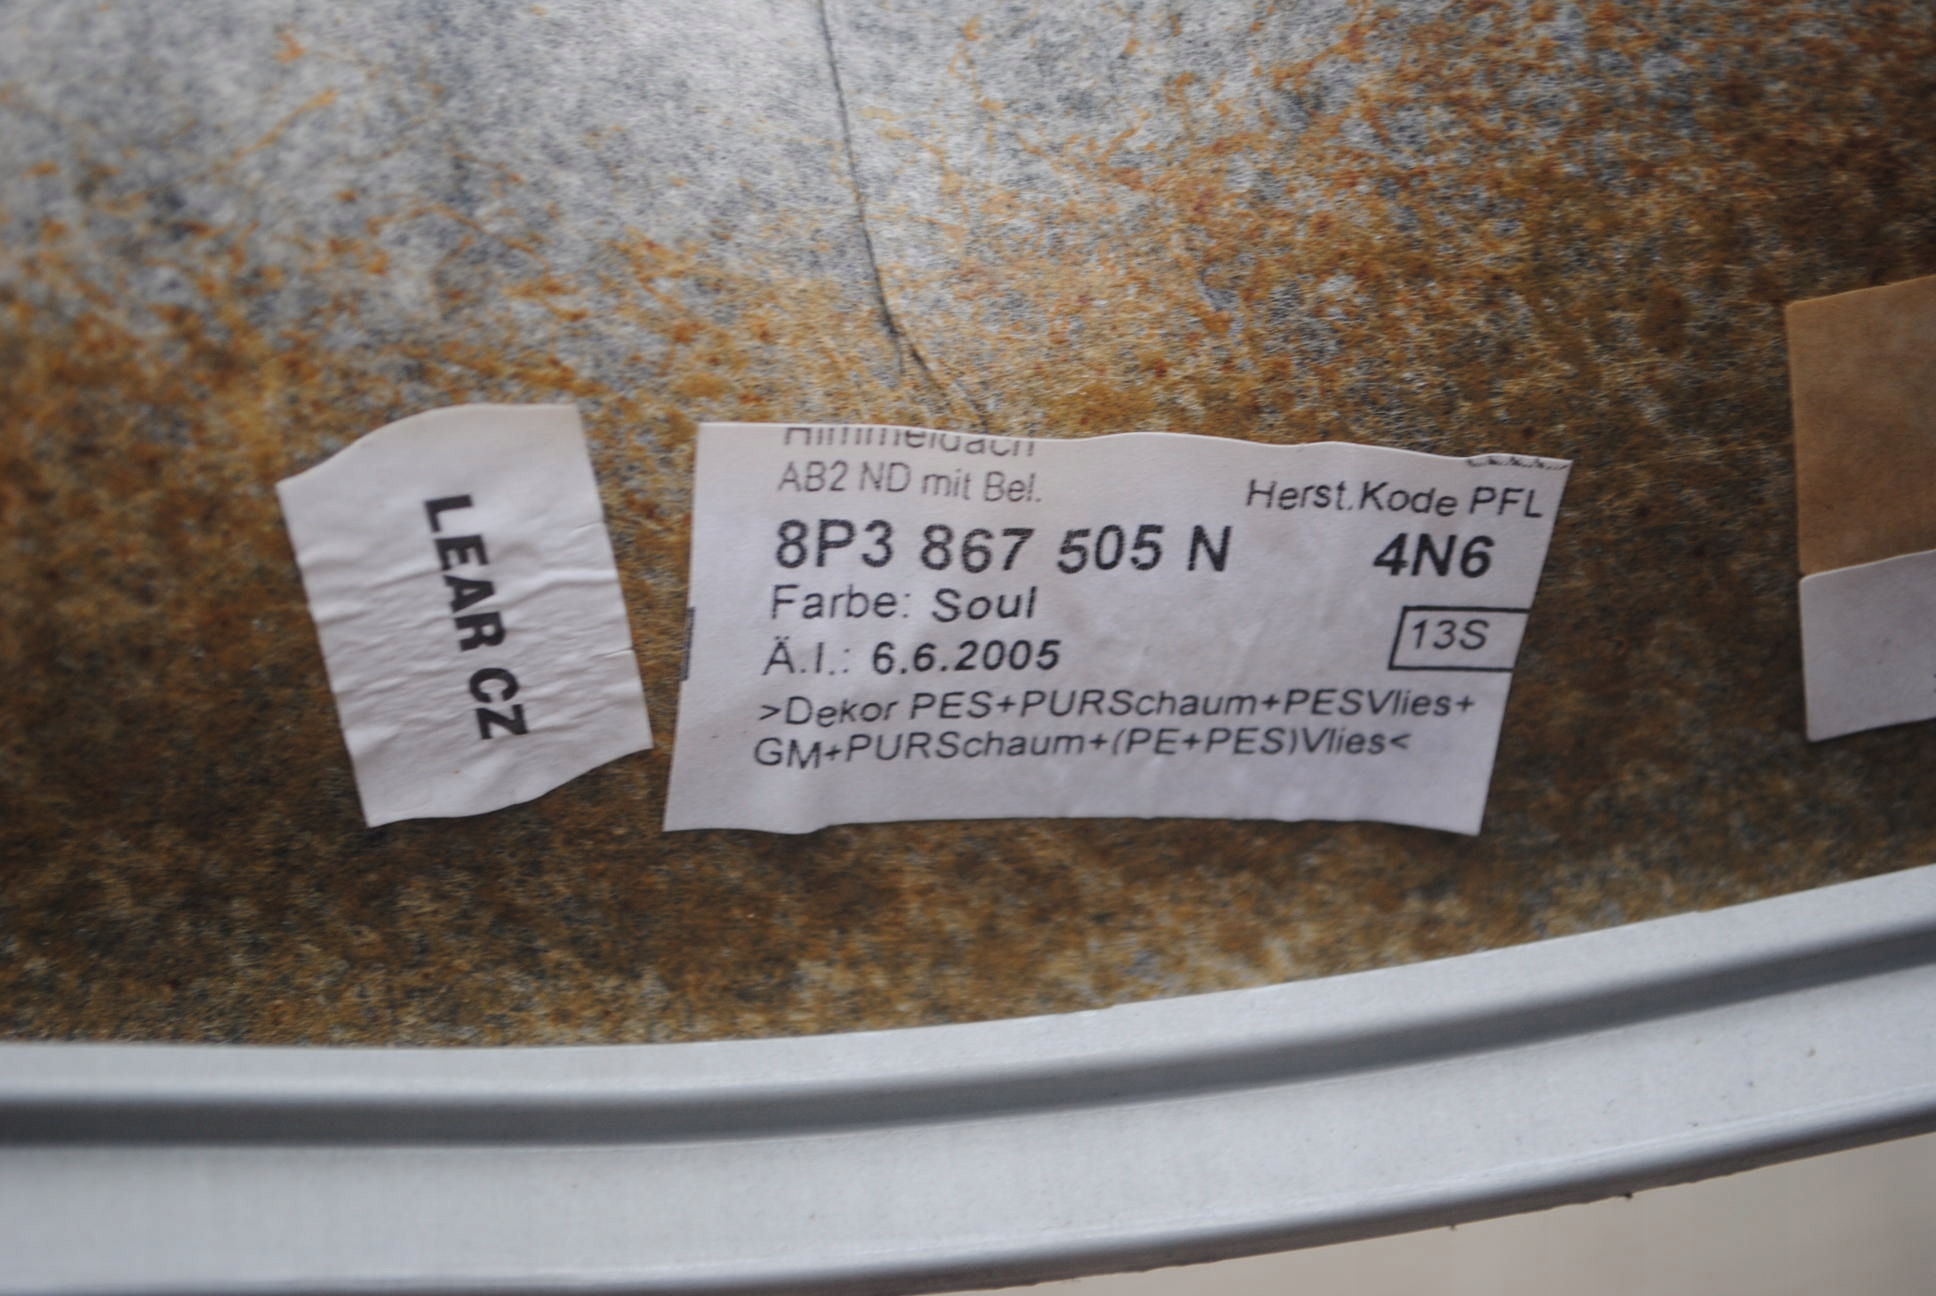 LEAR CZ
Himmeldach
AB2 ND mit Bel.
Herst.Kode PFL
8P3 867 505 N 4N6
Farbe: Soul
Ä.I.: 6.6.2005
13S
>Dekor PES+PURSchaum+PESVlies+
GM+PURSchaum+(PE+PES)Vlies<